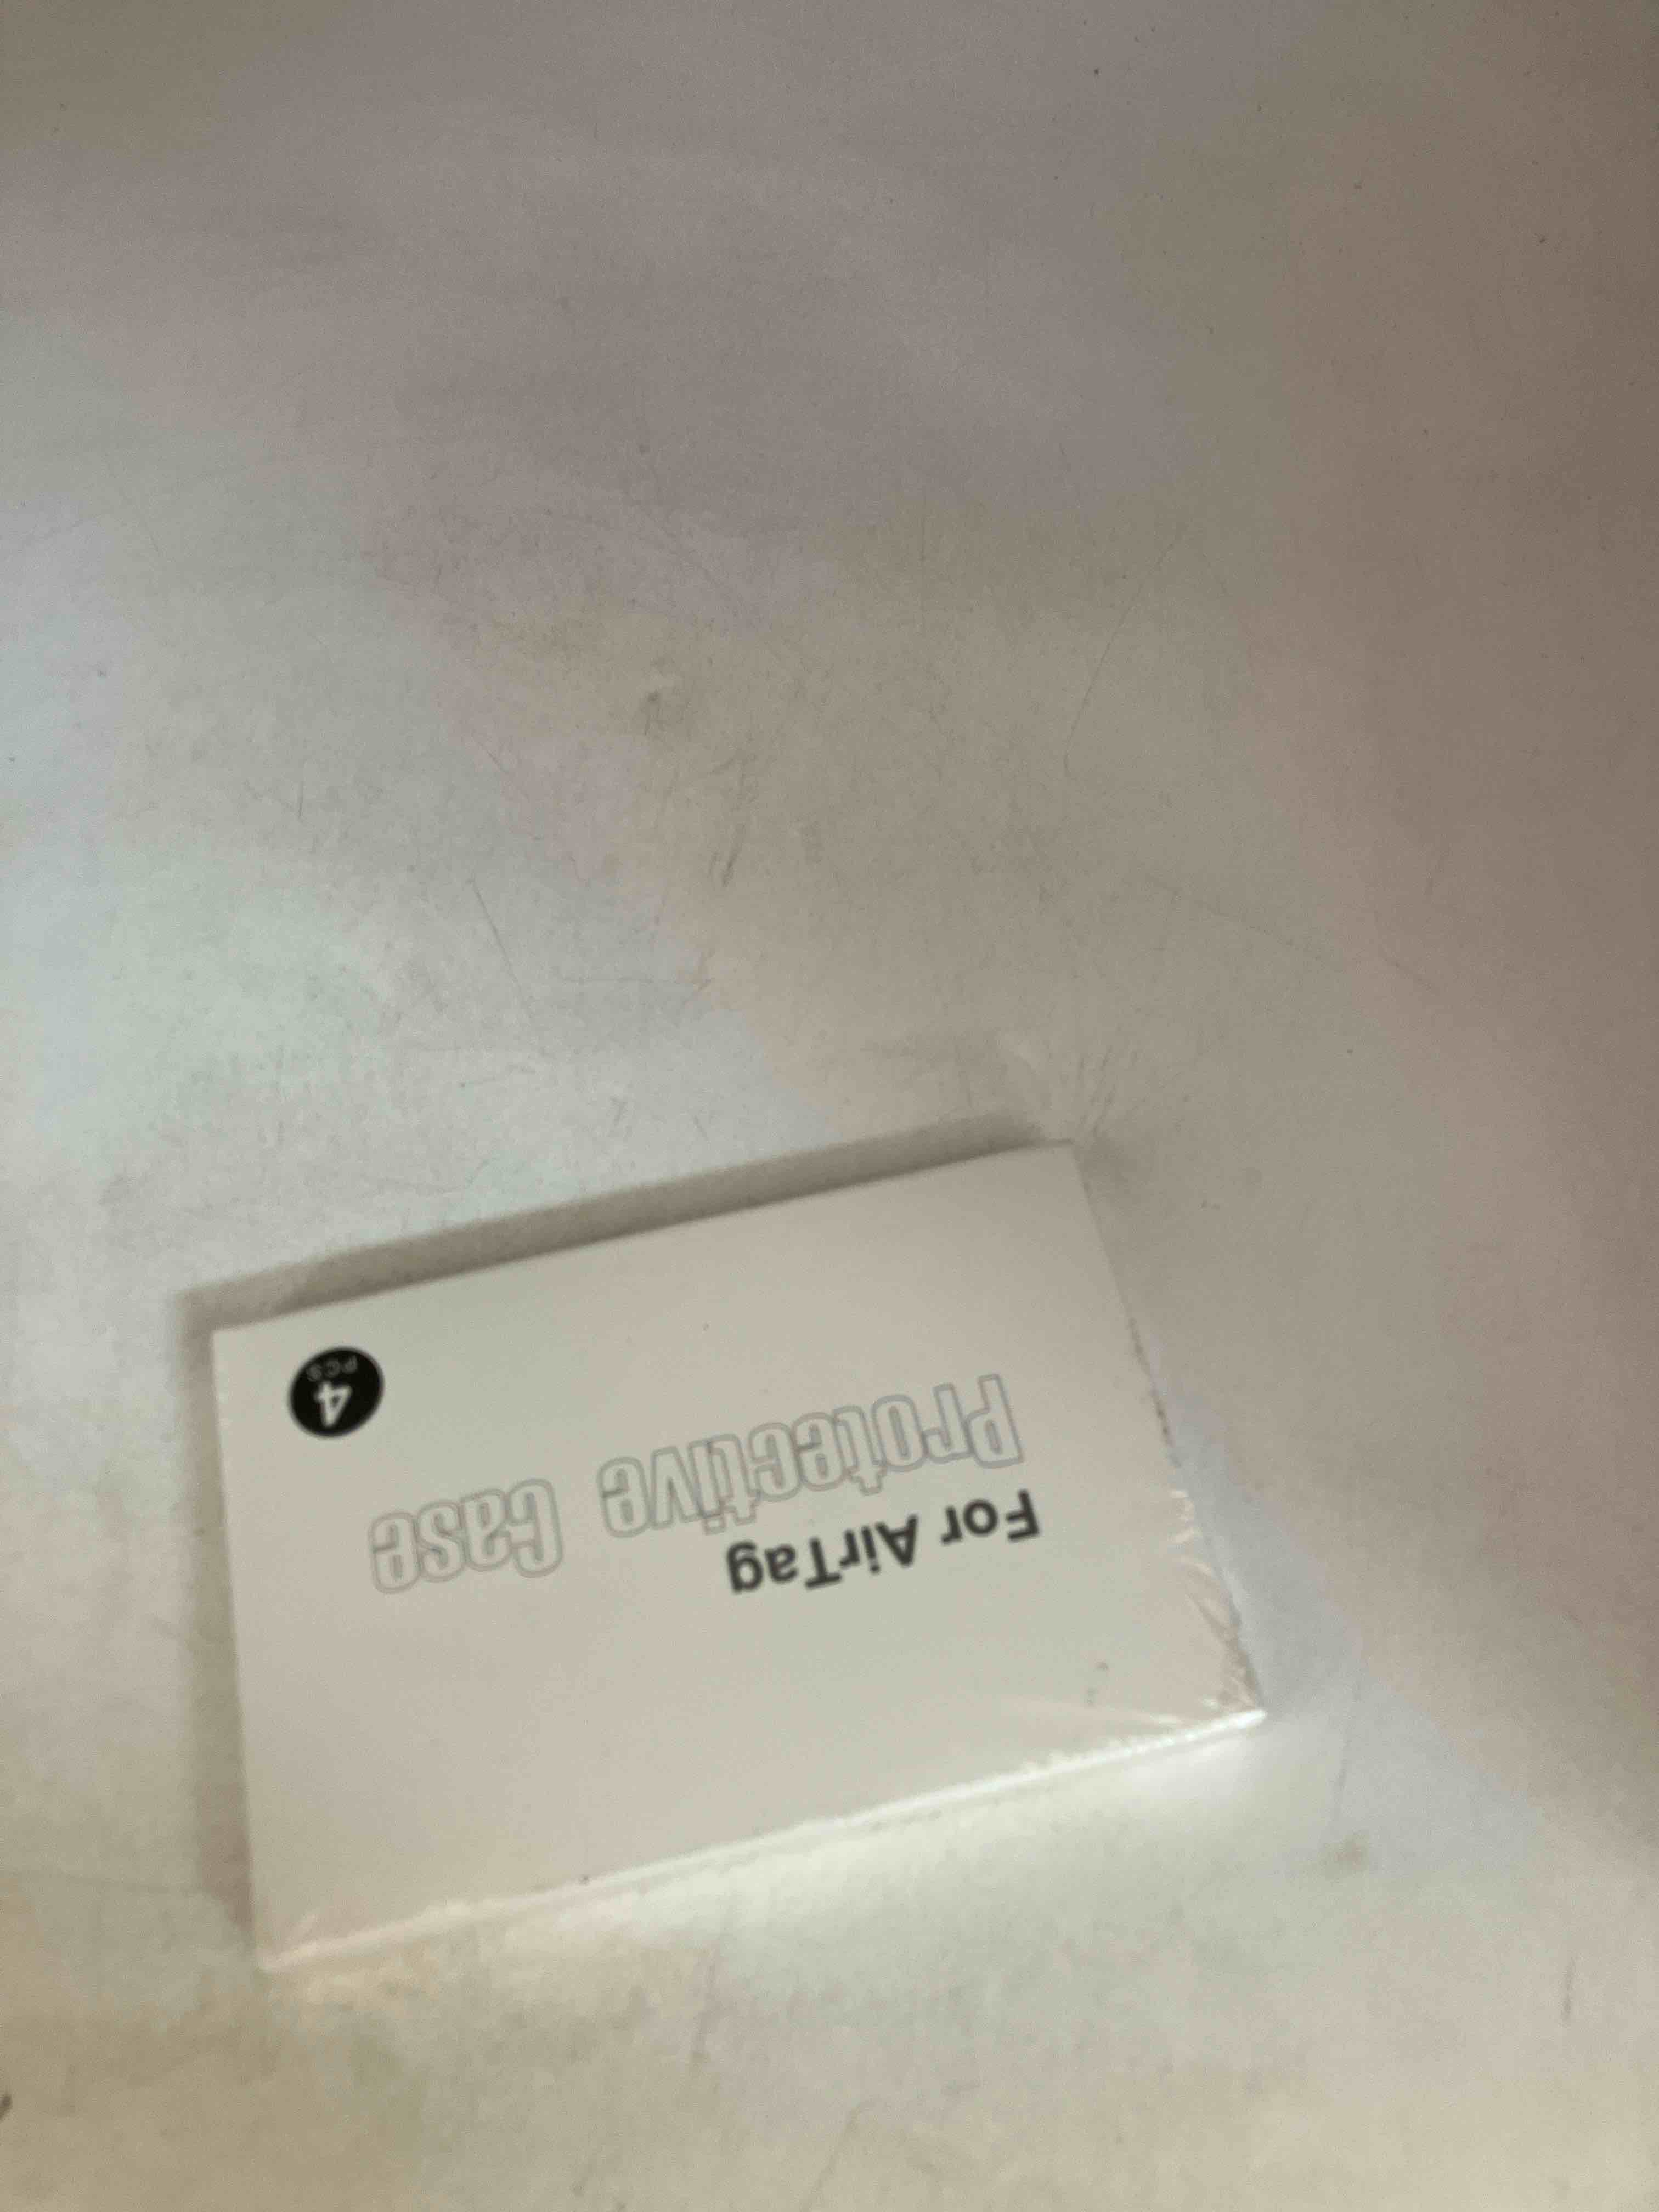 For AirTag
Protective Case
4
PCS